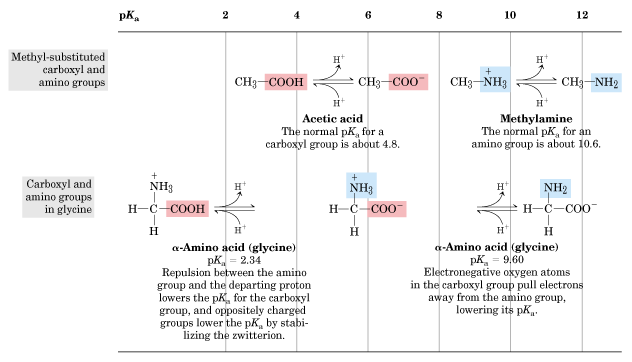 pKa 2 4 6 8 10 12
Methyl-substituted
carboxyl and
amino groups
H⁺ H⁺
CH₃—COOH CH₃—COO⁻ CH₃—NH₃ CH₃—NH₂
+
H⁺ H⁺
Acetic acid
The normal pKa for a
carboxyl group is about 4.8.
Methylamine
The normal pKa for an
amino group is about 10.6.
Carboxyl and
amino groups
in glycine
+
NH₃
H—C—COOH
H
H⁺
H⁺
+
NH₃
H—C—COO⁻
H
H⁺
H⁺
NH₂
H—C—COO⁻
H
α-Amino acid (glycine)
pKa = 2.34
Repulsion between the amino
group and the departing proton
lowers the pKa for the carboxyl
group, and oppositely charged
groups lower the pKa by stabi-
lizing the zwitterion.
α-Amino acid (glycine)
pKa = 9.60
Electronegative oxygen atoms
in the carboxyl group pull electrons
away from the amino group,
lowering its pKa.